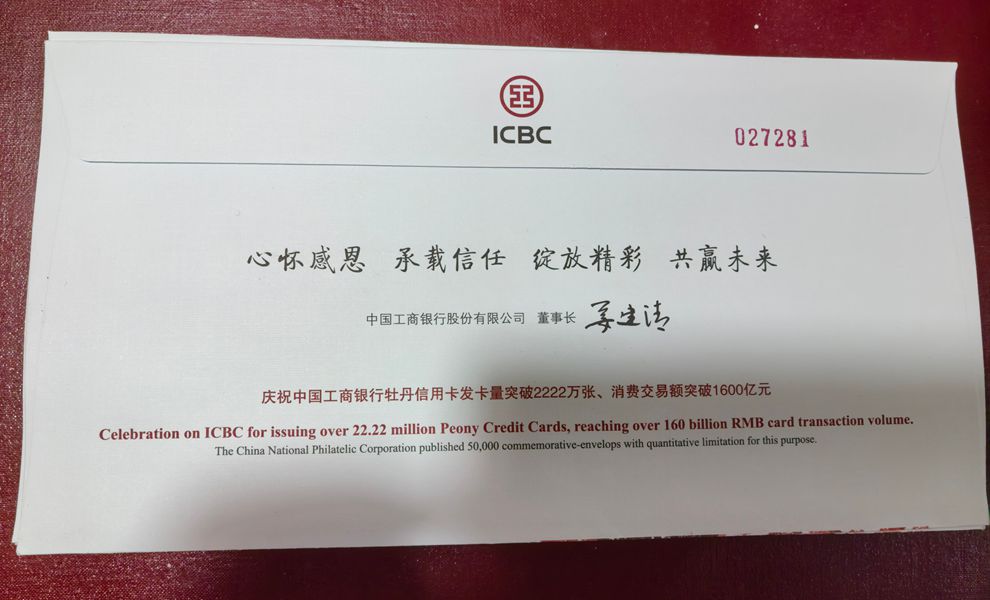 ICBC
027281
心怀感恩 承载信任 绽放精彩 共赢未来
中国工商银行股份有限公司 董事长 姜建清
庆祝中国工商银行牡丹信用卡发卡量突破2222万张、消费交易额突破1600亿元
Celebration on ICBC for issuing over 22.22 million Peony Credit Cards, reaching over 160 billion RMB card transaction volume.
The China National Philatelic Corporation published 50,000 commemorative-envelops with quantitative limitation for this purpose.